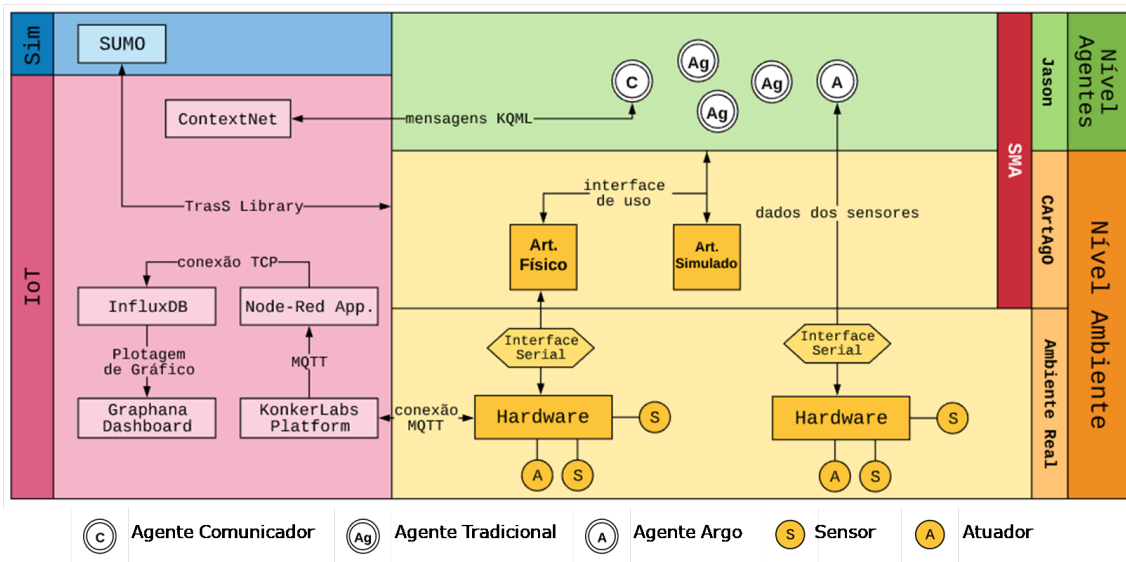 Sim
SUMO
C
Ag
Ag
Ag
A
Jason
Nível
Agentes
ContextNet
mensagens KQML
SMA
IoT
TrasS Library
interface
de uso
dados dos sensores
Art.
Físico
Art.
Simulado
CArtAgO
Nível Ambiente
conexão TCP
InfluxDB
Node-Red App.
Plotagem
de Gráfico
MQTT
Graphana
Dashboard
KonkerLabs
Platform
conexão
MQTT
Interface
Serial
Interface
Serial
Hardware
S
A
S
Hardware
S
A
S
Ambiente Real
C Agente Comunicador
Ag Agente Tradicional
A Agente Argo
S Sensor
A Atuador